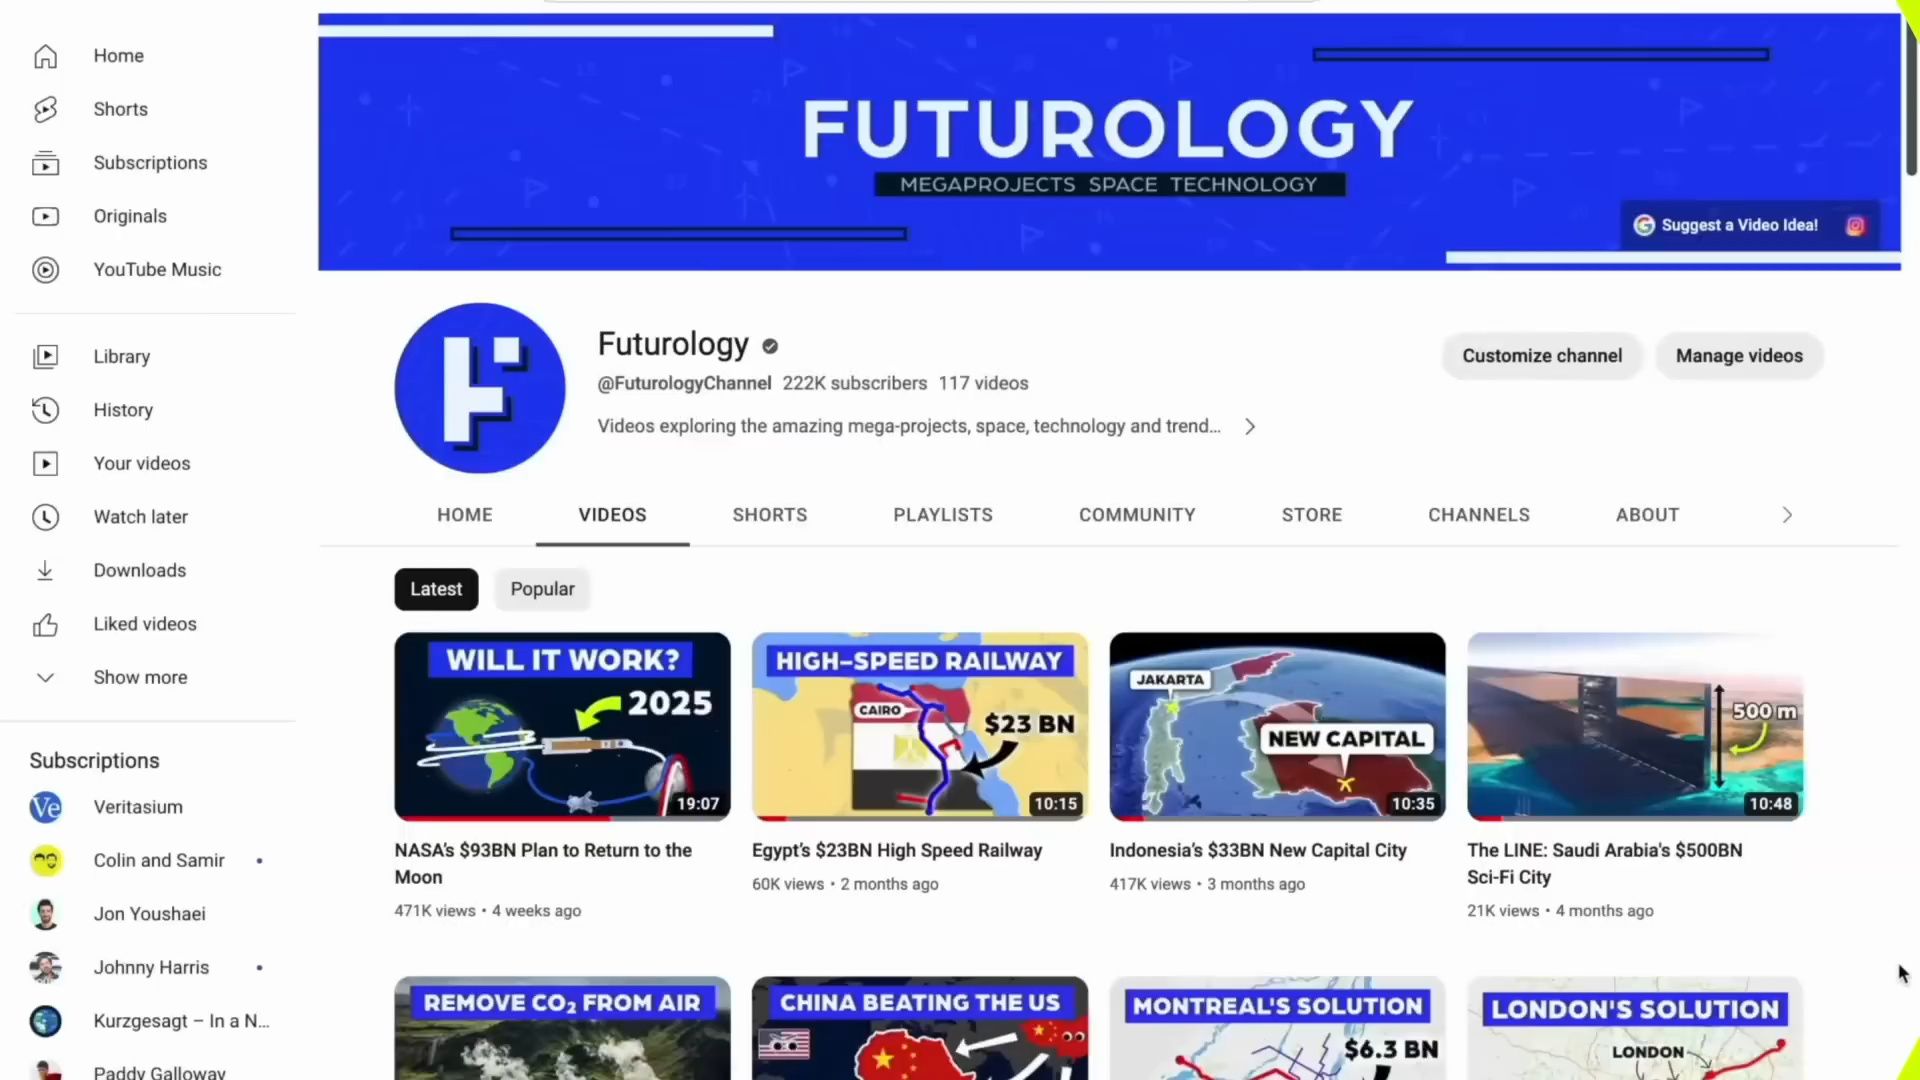 Home
Shorts
Subscriptions
Originals
YouTube Music
Library
History
Your videos
Watch later
Downloads
Liked videos
Show more
Subscriptions
Ve Veritasium
Colin and Samir •
Jon Youshaei
Johnny Harris •
Kurzgesagt – In a N...
Paddy Galloway
FUTUROLOGY
MEGAPROJECTS SPACE TECHNOLOGY
Suggest a Video Idea!
Futurology
@FuturologyChannel 222K subscribers 117 videos
Videos exploring the amazing mega-projects, space, technology and trend...
Customize channel
Manage videos
HOME
VIDEOS
SHORTS
PLAYLISTS
COMMUNITY
STORE
CHANNELS
ABOUT
Latest
Popular
WILL IT WORK?
2025
19:07
NASA's $93BN Plan to Return to the
Moon
471K views • 4 weeks ago
HIGH-SPEED RAILWAY
CAIRO
$23 BN
10:15
Egypt's $23BN High Speed Railway
60K views • 2 months ago
JAKARTA
NEW CAPITAL
10:35
Indonesia's $33BN New Capital City
417K views • 3 months ago
500 m
10:48
The LINE: Saudi Arabia's $500BN
Sci-Fi City
21K views • 4 months ago
REMOVE CO₂ FROM AIR
CHINA BEATING THE US
MONTREAL'S SOLUTION
$6.3 BN
LONDON'S SOLUTION
LONDON